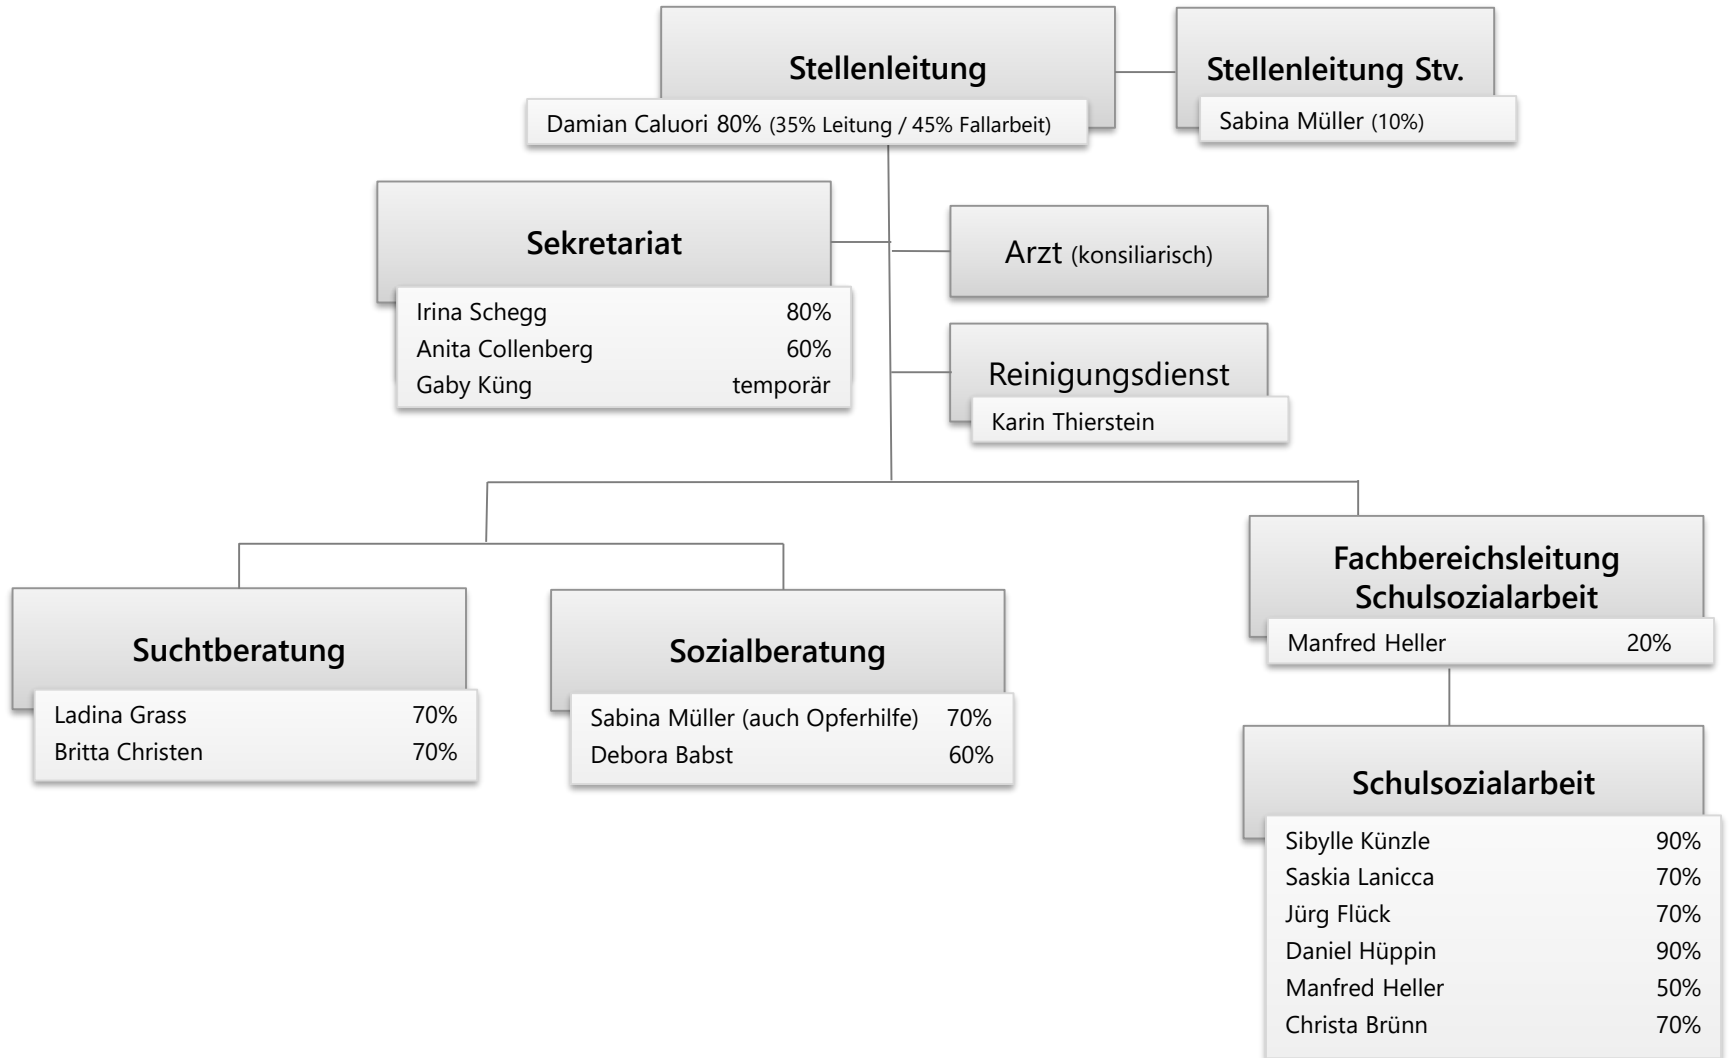 Stellenleitung
Damian Caluori 80% (35% Leitung / 45% Fallarbeit)
Stellenleitung Stv.
Sabina Müller (10%)
Sekretariat
Irina Schegg 80%
Anita Collenberg 60%
Gaby Küng temporär
Arzt (konsiliarisch)
Reinigungsdienst
Karin Thierstein
Suchtberatung
Ladina Grass 70%
Britta Christen 70%
Sozialberatung
Sabina Müller (auch Opferhilfe) 70%
Debora Babst 60%
Fachbereichsleitung
Schulsozialarbeit
Manfred Heller 20%
Schulsozialarbeit
Sibylle Künzle 90%
Saskia Lanicca 70%
Jürg Flück 70%
Daniel Hüppin 90%
Manfred Heller 50%
Christa Brünn 70%